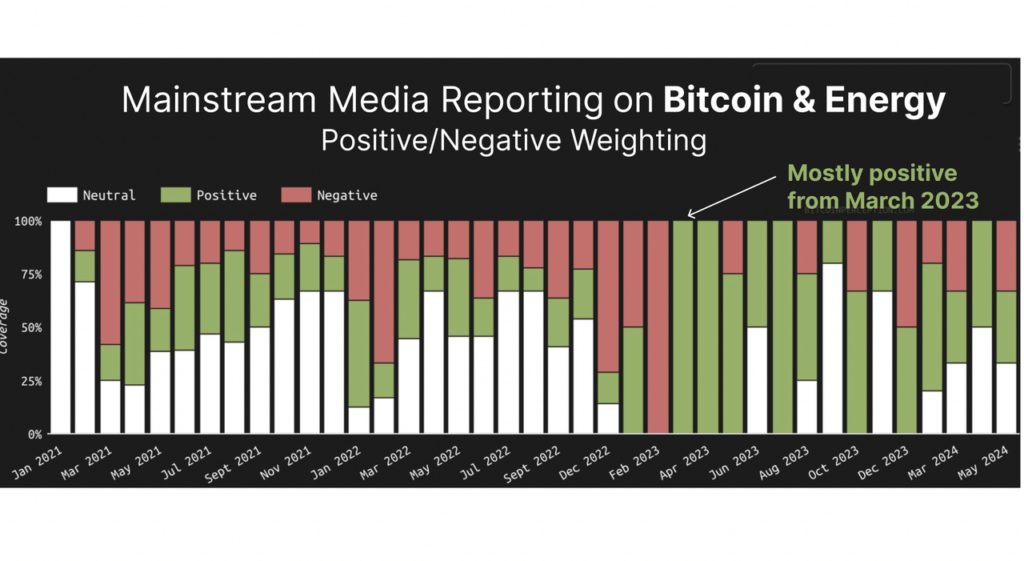 Mainstream Media Reporting on Bitcoin & Energy
Positive/Negative Weighting
Mostly positive
from March 2023
Neutral Positive Negative
BITCOINPERCEPTION.COM
100%
75%
50%
25%
0%
Coverage
Jan 2021 Mar 2021 May 2021 Jul 2021 Sept 2021 Nov 2021 Jan 2022 Mar 2022 May 2022 Jul 2022 Sept 2022 Dec 2022 Feb 2023 Apr 2023 Jun 2023 Aug 2023 Oct 2023 Dec 2023 Mar 2024 May 2024